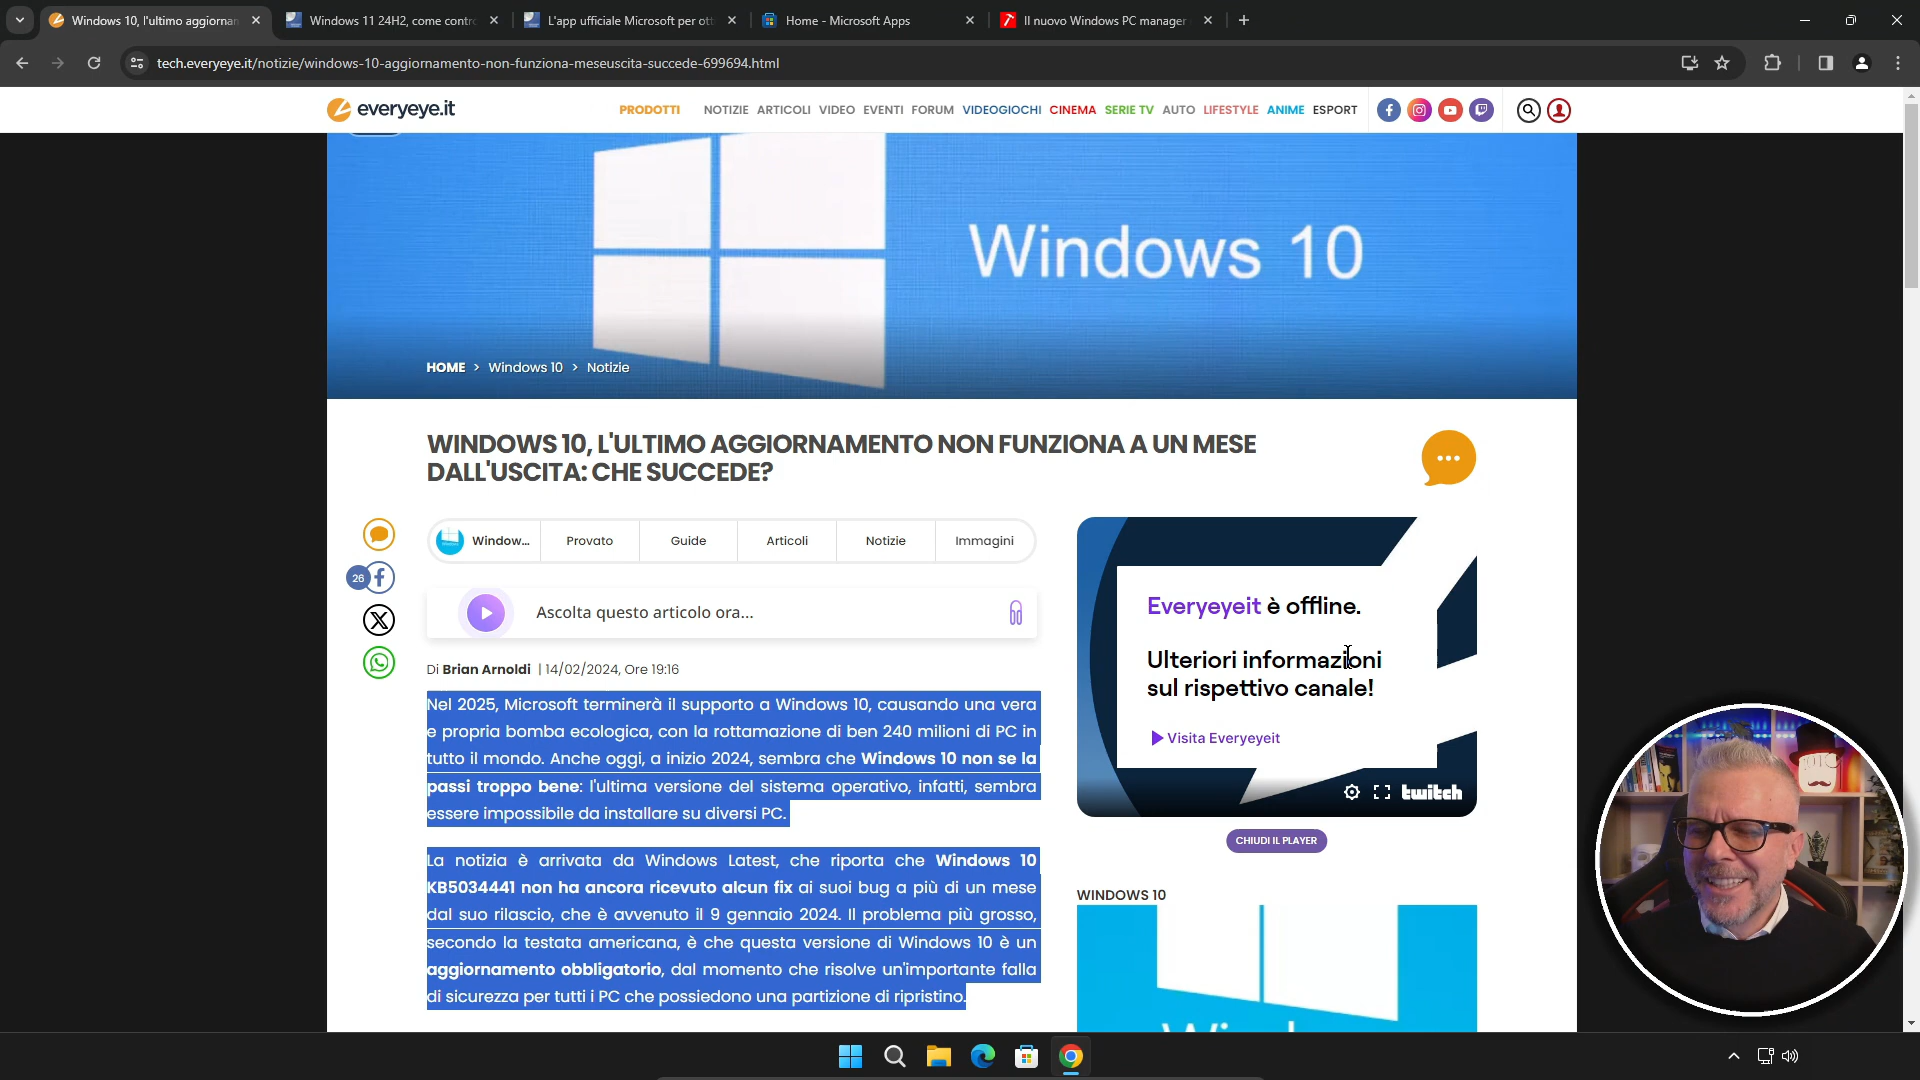 Windows 10, l'ultimo aggiornan
Windows 11 24H2, come contro
L'app ufficiale Microsoft per ott
Home - Microsoft Apps
Il nuovo Windows PC manager
tech.everyeye.it/notizie/windows-10-aggiornamento-non-funziona-meseuscita-succede-699694.html
everyeye.it
PRODOTTI NOTIZIE ARTICOLI VIDEO EVENTI FORUM VIDEOGIOCHI CINEMA SERIE TV AUTO LIFESTYLE ANIME ESPORT
Windows 10
HOME > Windows 10 > Notizie
WINDOWS 10, L'ULTIMO AGGIORNAMENTO NON FUNZIONA A UN MESE
DALL'USCITA: CHE SUCCEDE?
Window... Provato Guide Articoli Notizie Immagini
26
Ascolta questo articolo ora...
Di Brian Arnoldi | 14/02/2024, Ore 19:16
Nel 2025, Microsoft terminerà il supporto a Windows 10, causando una vera
e propria bomba ecologica, con la rottamazione di ben 240 milioni di PC in
tutto il mondo. Anche oggi, a inizio 2024, sembra che Windows 10 non se la
passi troppo bene: l'ultima versione del sistema operativo, infatti, sembra
essere impossibile da installare su diversi PC.
La notizia è arrivata da Windows Latest, che riporta che Windows 10
KB5034441 non ha ancora ricevuto alcun fix ai suoi bug a più di un mese
dal suo rilascio, che è avvenuto il 9 gennaio 2024. Il problema più grosso,
secondo la testata americana, è che questa versione di Windows 10 è un
aggiornamento obbligatorio, dal momento che risolve un'importante falla
di sicurezza per tutti i PC che possiedono una partizione di ripristino.
Everyeyeit è offline.
Ulteriori informazioni
sul rispettivo canale!
Visita Everyeyeit
twitch
CHIUDI IL PLAYER
WINDOWS 10